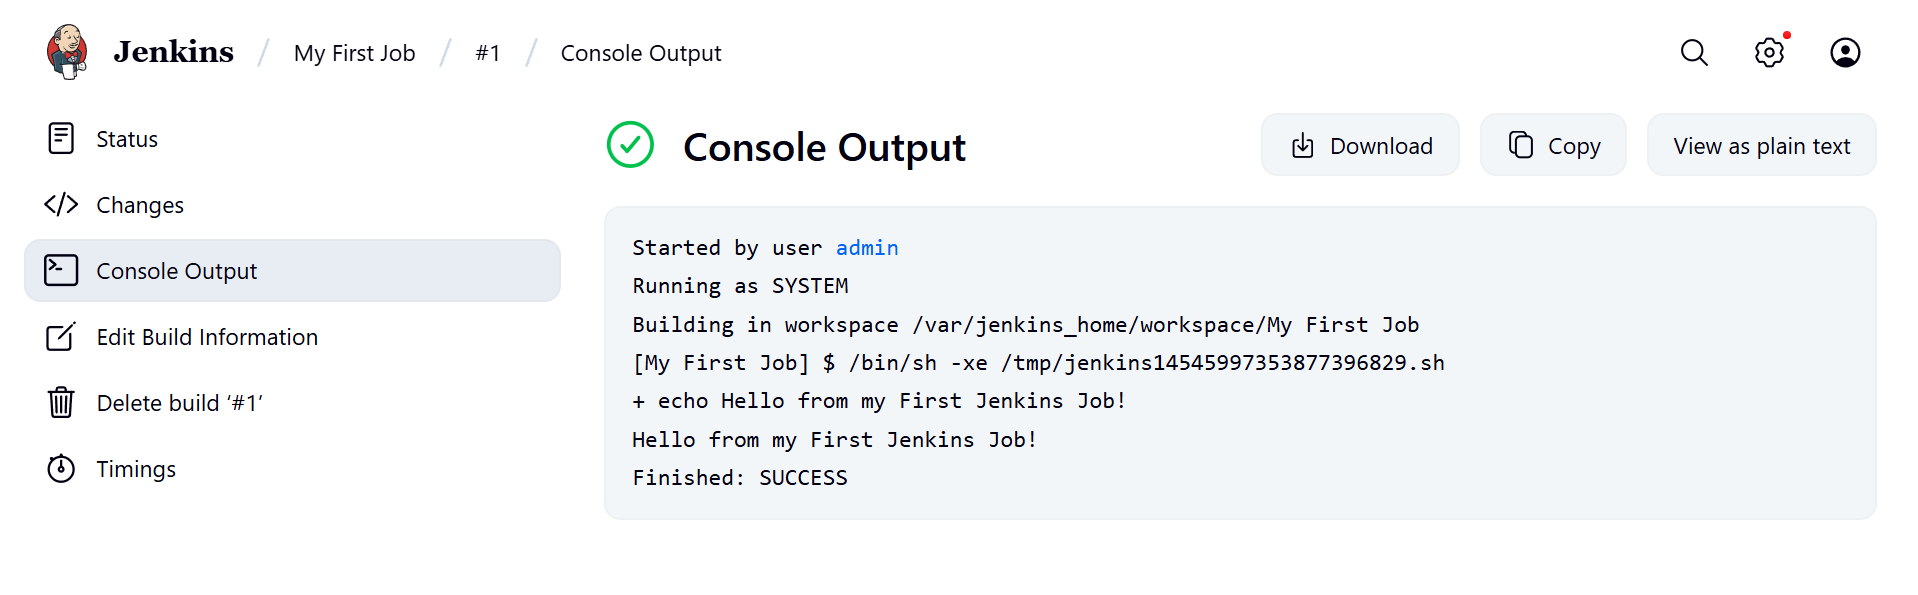 Jenkins / My First Job / #1 / Console Output
Status
Changes
Console Output
Edit Build Information
Delete build ‘#1’
Timings
Console Output
Download
Copy
View as plain text
Started by user admin
Running as SYSTEM
Building in workspace /var/jenkins_home/workspace/My First Job
[My First Job] $ /bin/sh -xe /tmp/jenkins14545997353877396829.sh
+ echo Hello from my First Jenkins Job!
Hello from my First Jenkins Job!
Finished: SUCCESS